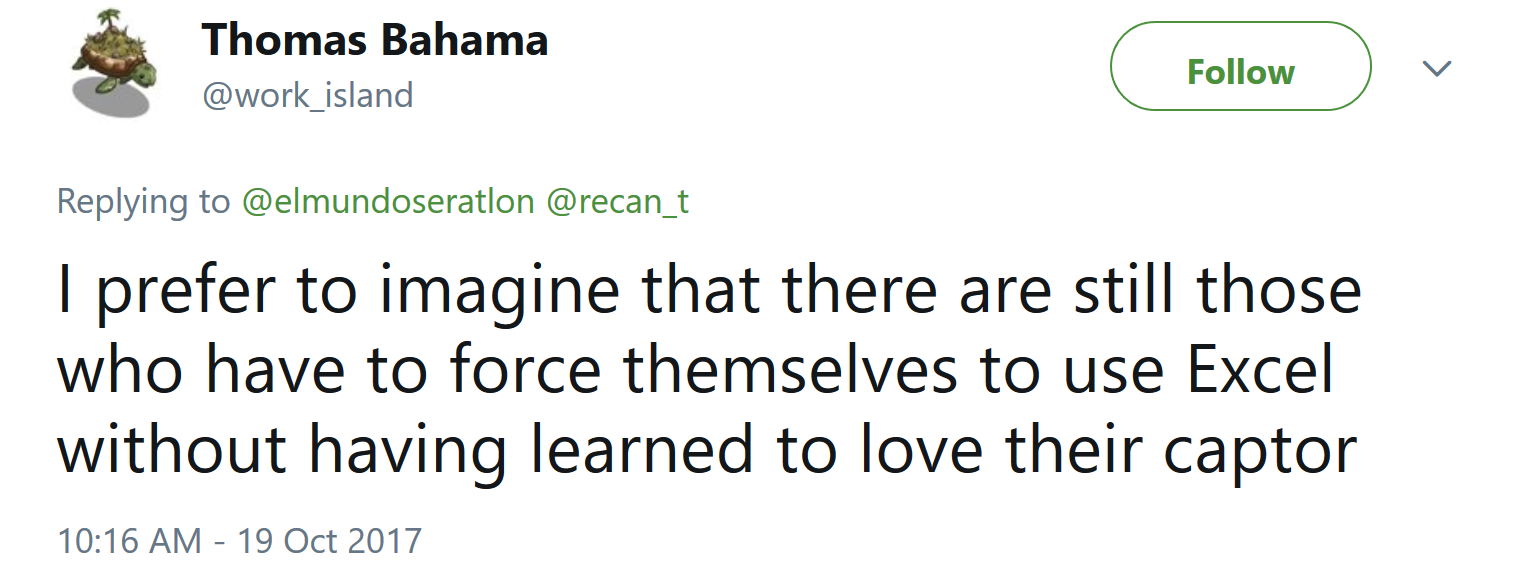 Thomas Bahama
@work_island
Follow
Replying to @elmundoseratlon @recan_t
I prefer to imagine that there are still those
who have to force themselves to use Excel
without having learned to love their captor
10:16 AM - 19 Oct 2017